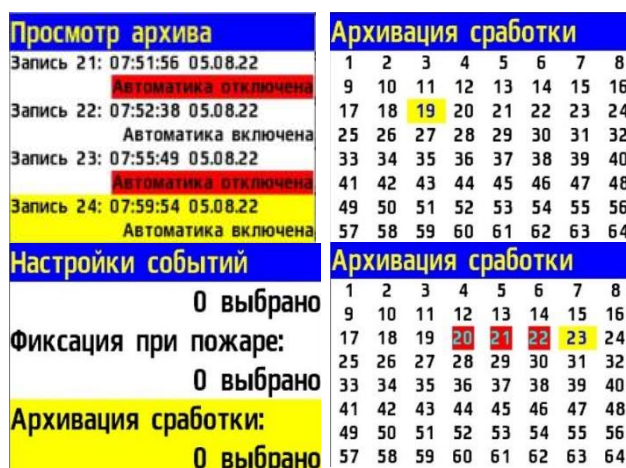 Просмотр архива
Запись 21: 07:51:56 05.08.22
Автоматика отключена
Запись 22: 07:52:38 05.08.22
Автоматика включена
Запись 23: 07:55:49 05.08.22
Автоматика отключена
Запись 24: 07:59:54 05.08.22
Автоматика включена
Архивация сработки
1 2 3 4 5 6 7 8
9 10 11 12 13 14 15 16
17 18 19 20 21 22 23 24
25 26 27 28 29 30 31 32
33 34 35 36 37 38 39 40
41 42 43 44 45 46 47 48
49 50 51 52 53 54 55 56
57 58 59 60 61 62 63 64
Настройки событий
0 выбрано
Фиксация при пожаре:
0 выбрано
Архивация сработки:
0 выбрано
Архивация сработки
1 2 3 4 5 6 7 8
9 10 11 12 13 14 15 16
17 18 19 20 21 22 23 24
25 26 27 28 29 30 31 32
33 34 35 36 37 38 39 40
41 42 43 44 45 46 47 48
49 50 51 52 53 54 55 56
57 58 59 60 61 62 63 64